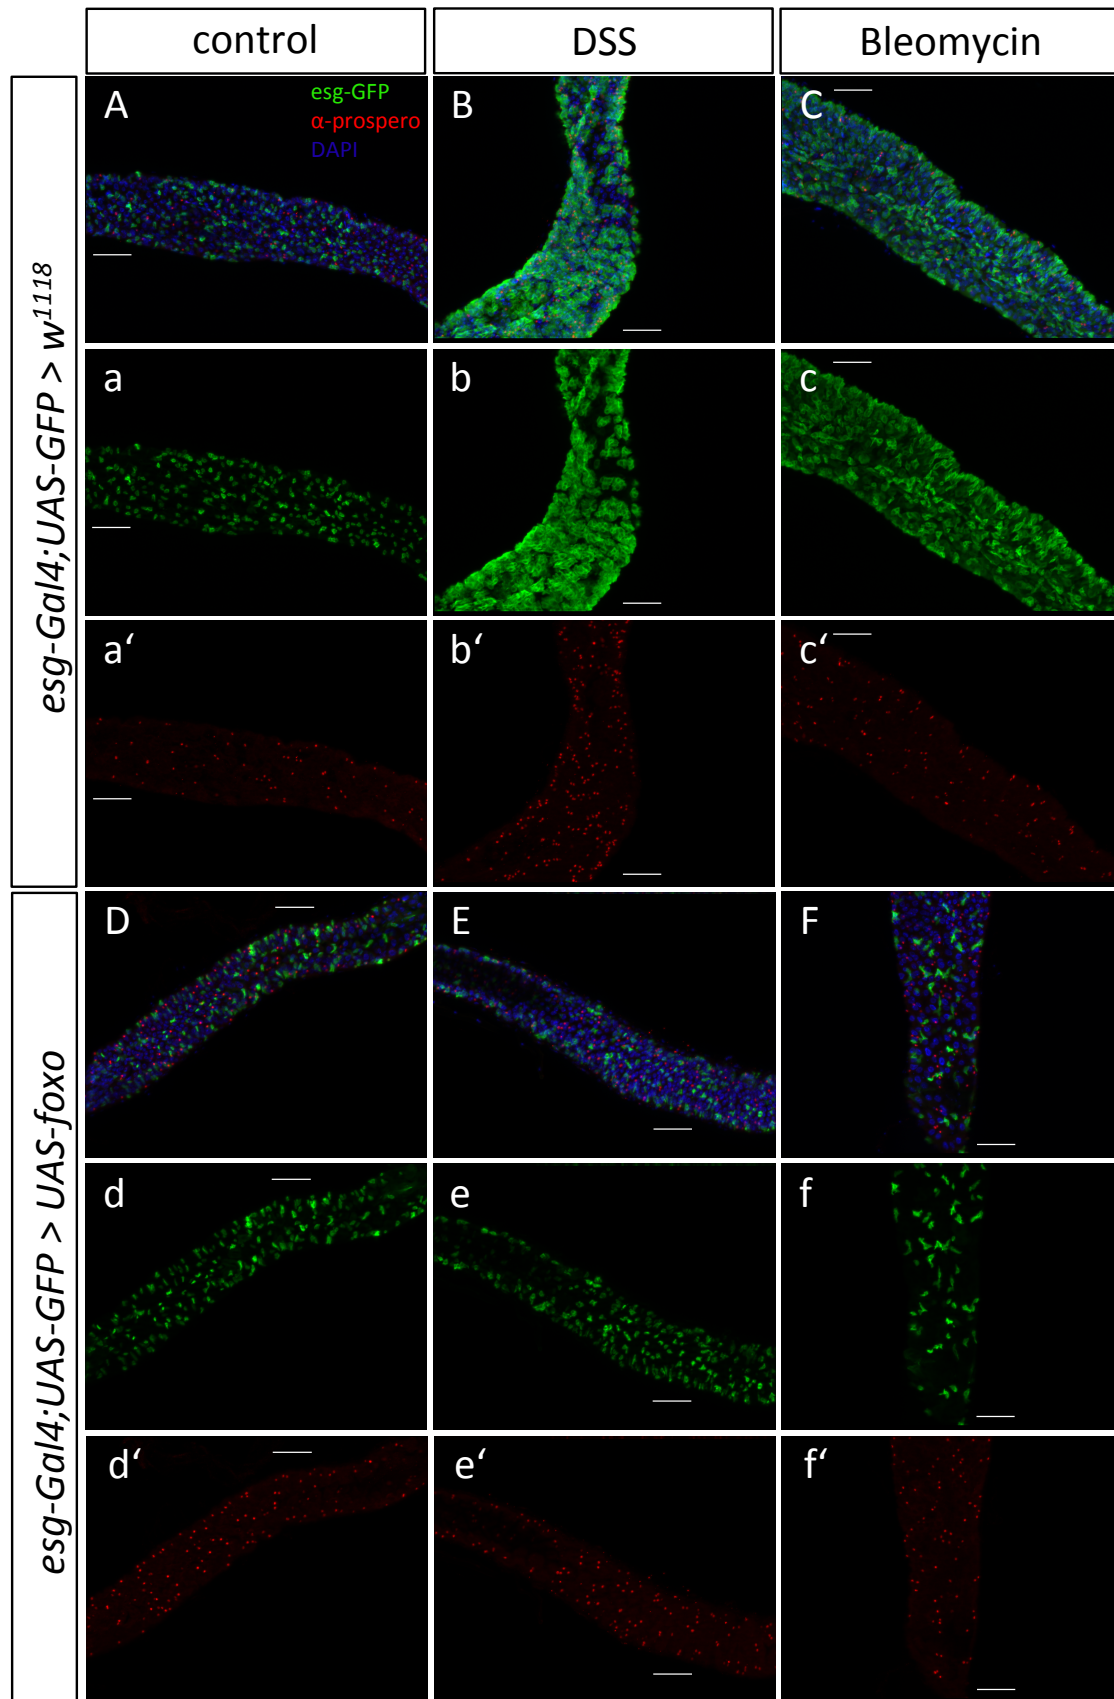 control
DSS
Bleomycin
esg-Gal4;UAS-GFP > w¹¹¹⁸
A
esg-GFP
α-prospero
DAPI
B
C
a
b
c
a‘
b‘
c‘
esg-Gal4;UAS-GFP > UAS-foxo
D
E
F
d
e
f
d‘
e‘
f‘